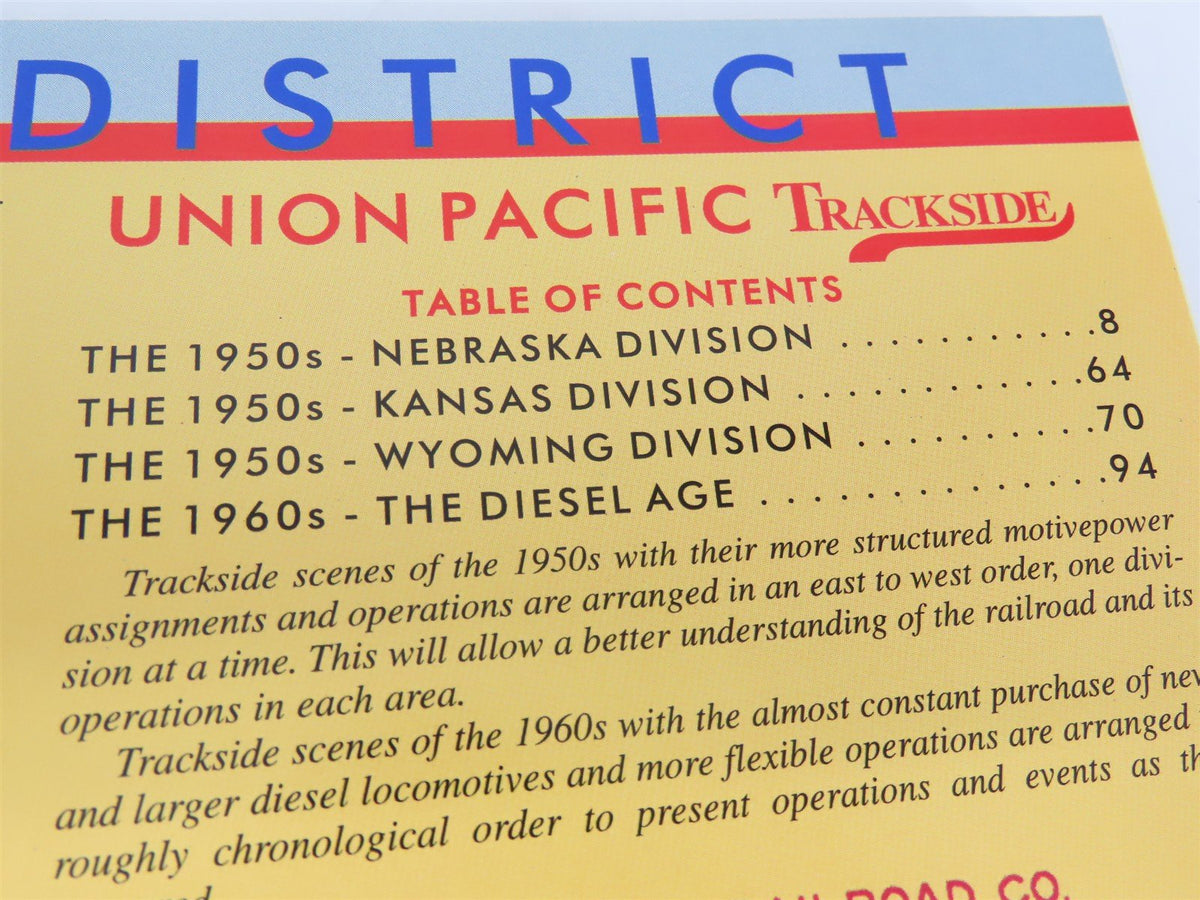 DISTRICT
UNION PACIFIC TRACKSIDE
TABLE OF CONTENTS
THE 1950s - NEBRASKA DIVISION . . . . . . . . . . . .8
THE 1950s - KANSAS DIVISION . . . . . . . . . . . . .64
THE 1950s - WYOMING DIVISION . . . . . . . . . . .70
THE 1960s - THE DIESEL AGE . . . . . . . . . . . . . .94
Trackside scenes of the 1950s with their more structured motivepower
assignments and operations are arranged in an east to west order, one divi-
sion at a time. This will allow a better understanding of the railroad and its
operations in each area.
Trackside scenes of the 1960s with the almost constant purchase of
and larger diesel locomotives and more flexible operations are arranged
roughly chronological order to present operations and events as
CO.